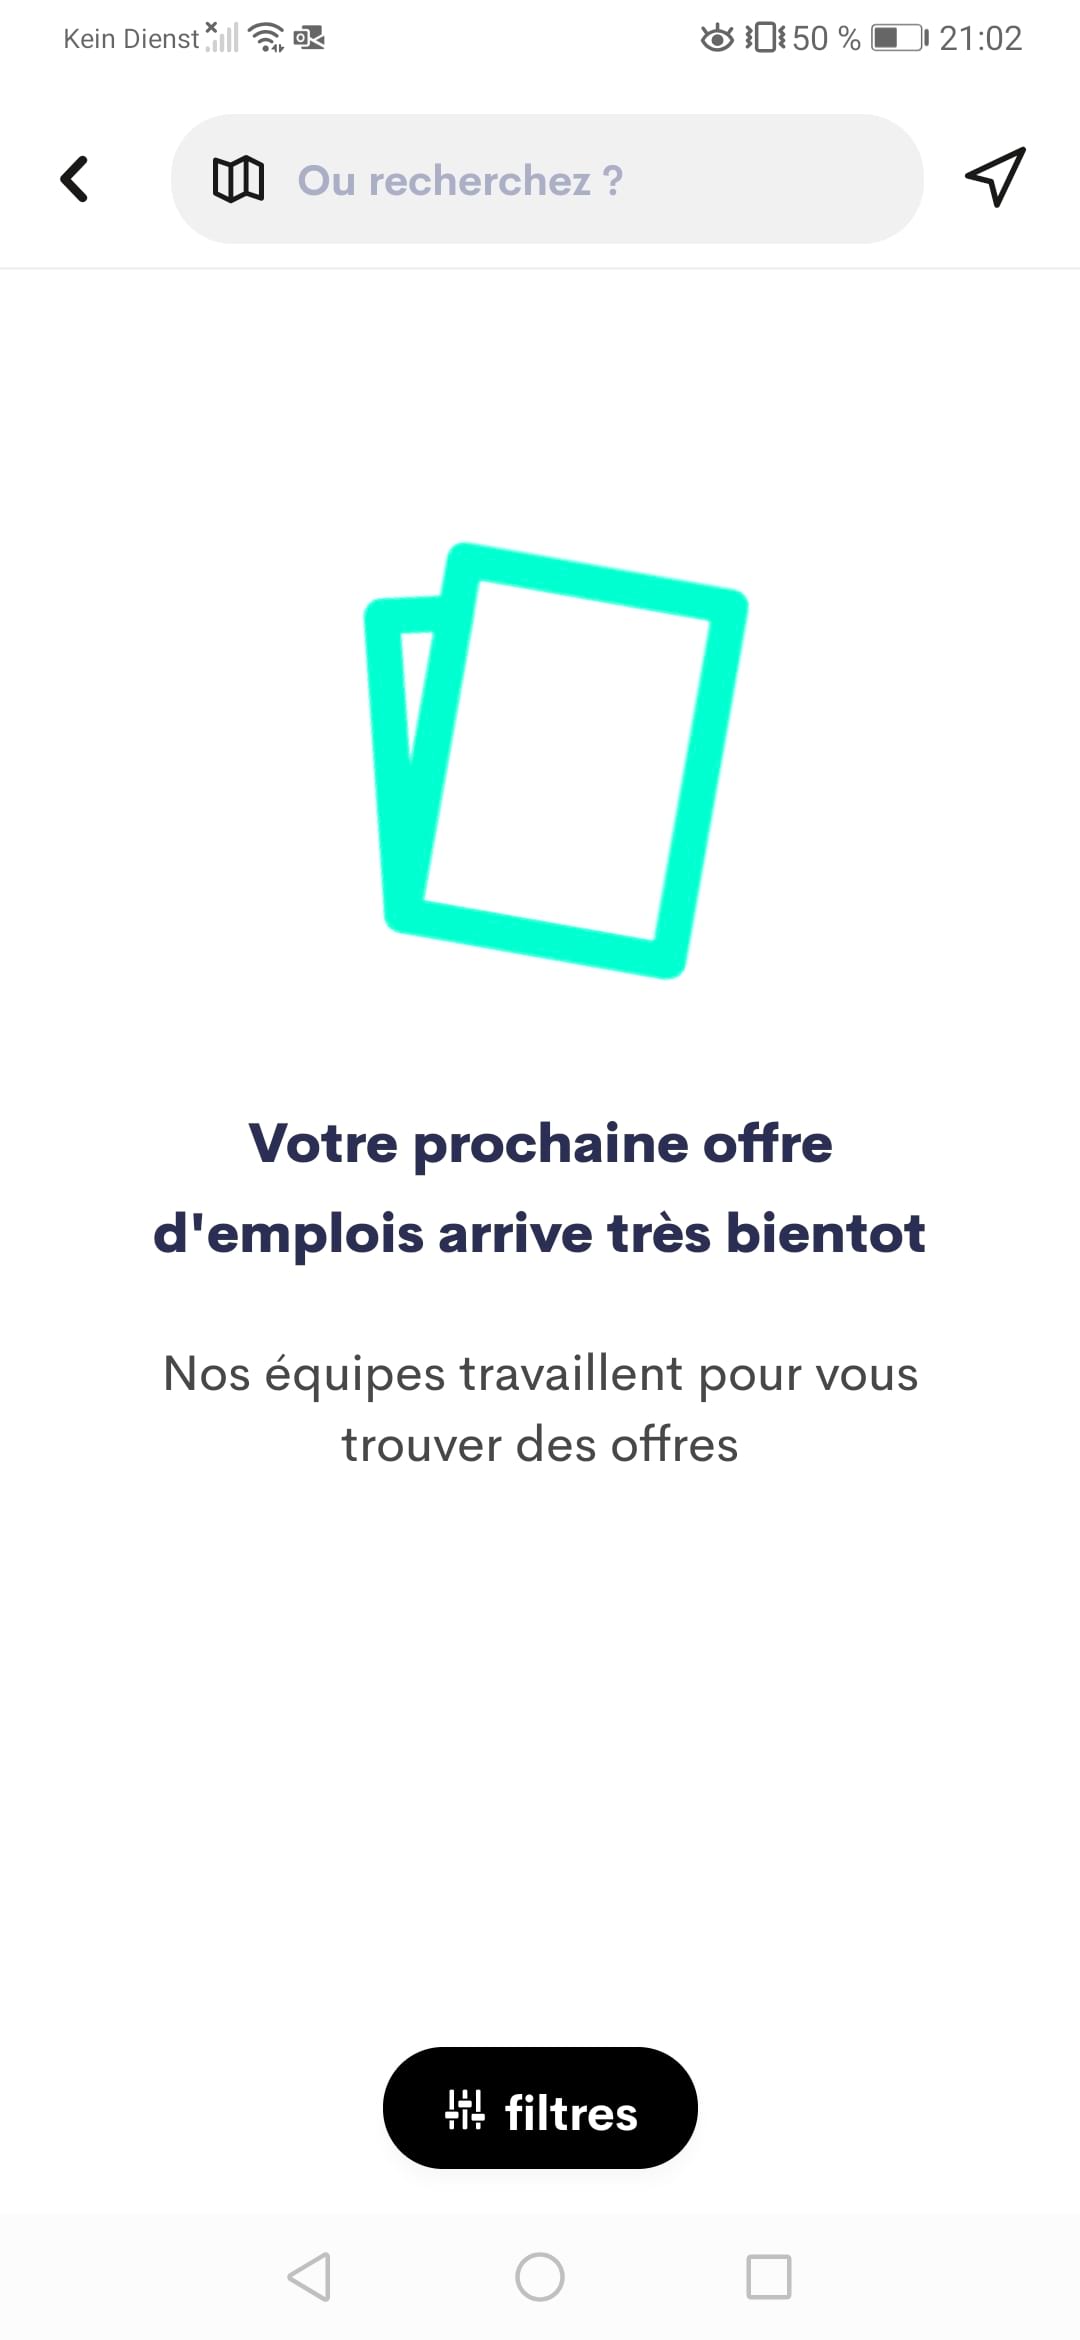 Kein Dienst 50 % 21:02
Ou recherchez ?
Votre prochaine offre
d'emplois arrive très bientot
Nos équipes travaillent pour vous
trouver des offres
filtres